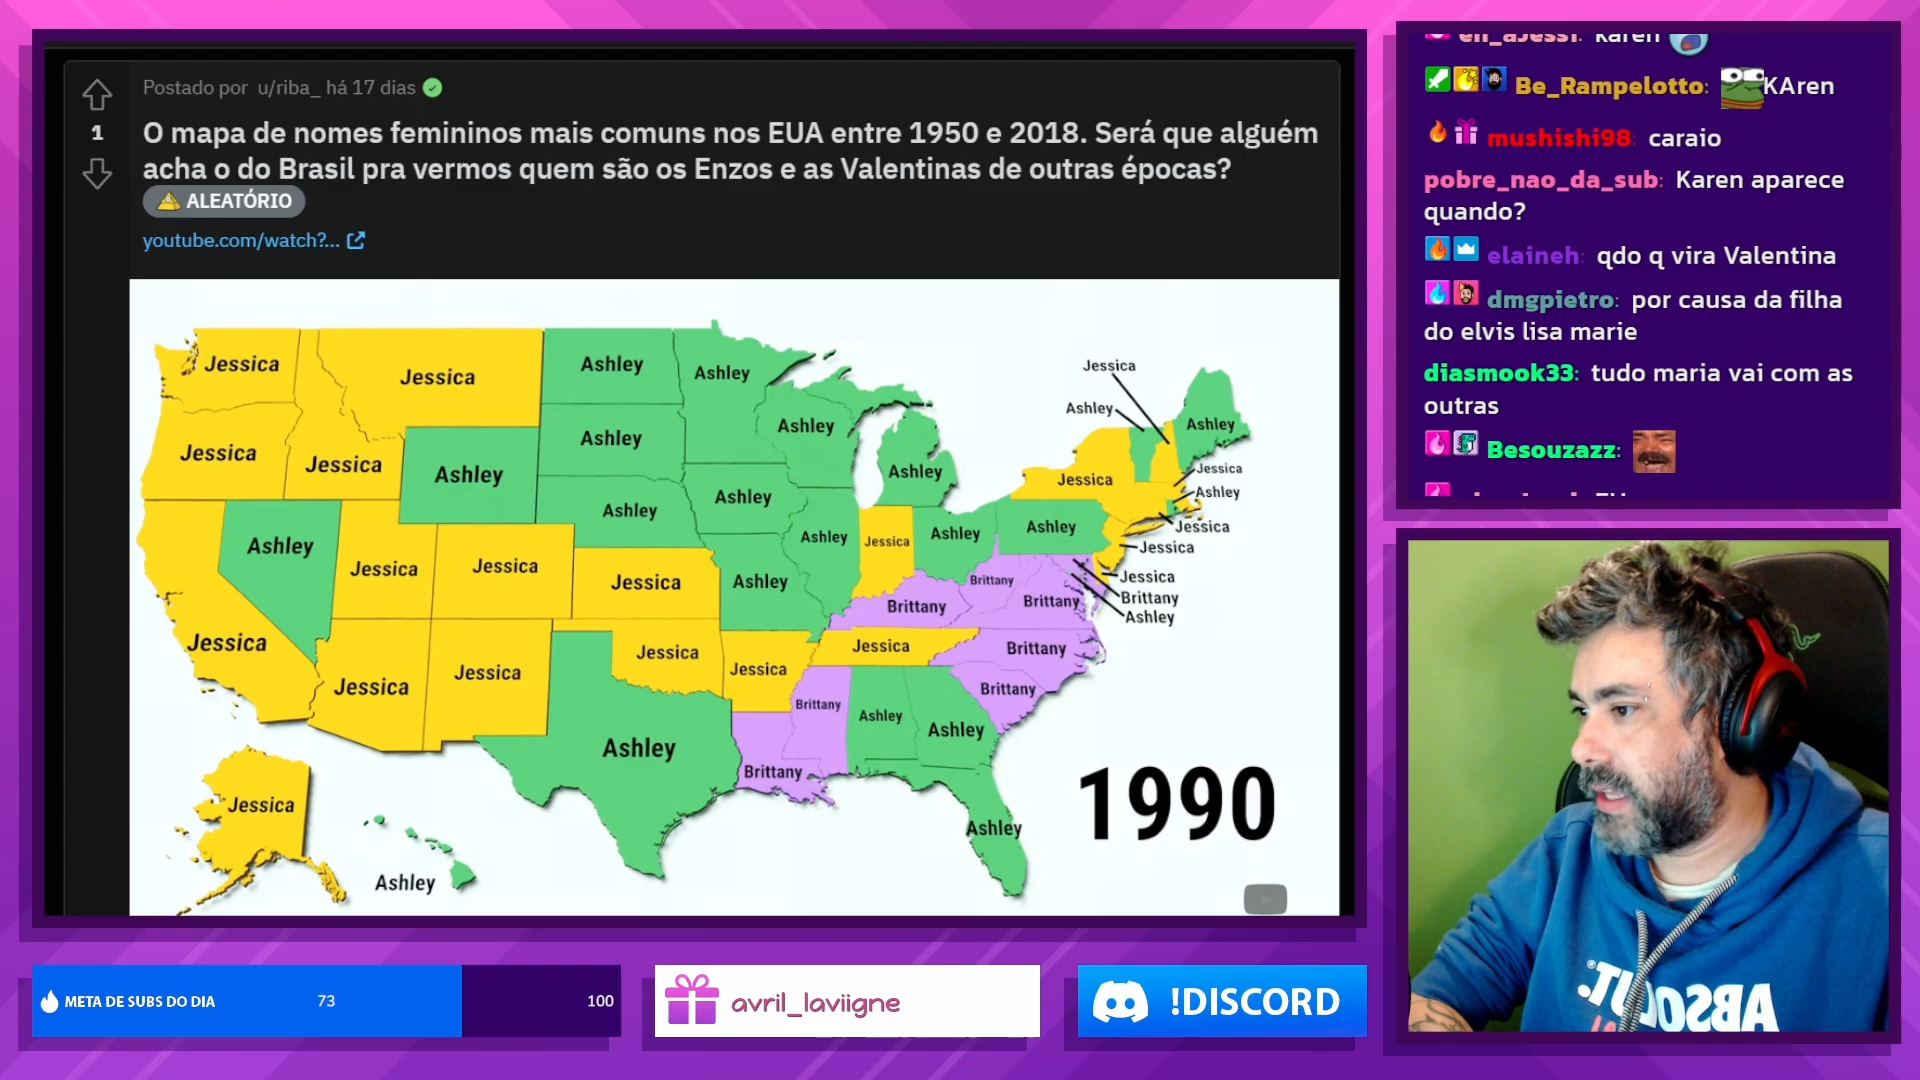 Postado por u/riba_ há 17 dias
1
O mapa de nomes femininos mais comuns nos EUA entre 1950 e 2018. Será que alguém
acha o do Brasil pra vermos quem são os Enzos e as Valentinas de outras épocas?
ALEATÓRIO
youtube.com/watch?...
Jessica
Jessica
Ashley
Ashley
Jessica
Ashley
Ashley
Jessica
Jessica
Ashley
Ashley
Ashley
Ashley
Ashley
Jessica
Jessica
Ashley
Ashley
Ashley
Ashley
Jessica
Jessica
Jessica
Ashley
Ashley
Jessica
Ashley
Ashley
Jessica
Jessica
Jessica
Brittany
Brittany
Brittany
Jessica
Brittany
Ashley
Jessica
Jessica
Jessica
Jessica
Jessica
Jessica
Brittany
Brittany
Brittany
Ashley
Ashley
Ashley
Brittany
Jessica
Ashley
Ashley
1990
META DE SUBS DO DIA 73 100
avril_laviigne
!DISCORD
en_aJess1: Karen
Be_Rampelotto: KAren
mushishi98: caraio
pobre_nao_da_sub: Karen aparece
quando?
elaineh: qdo q vira Valentina
dmgpietro: por causa da filha
do elvis lisa marie
diasmook33: tudo maria vai com as
outras
Besouzazz:
ABSOLUT.